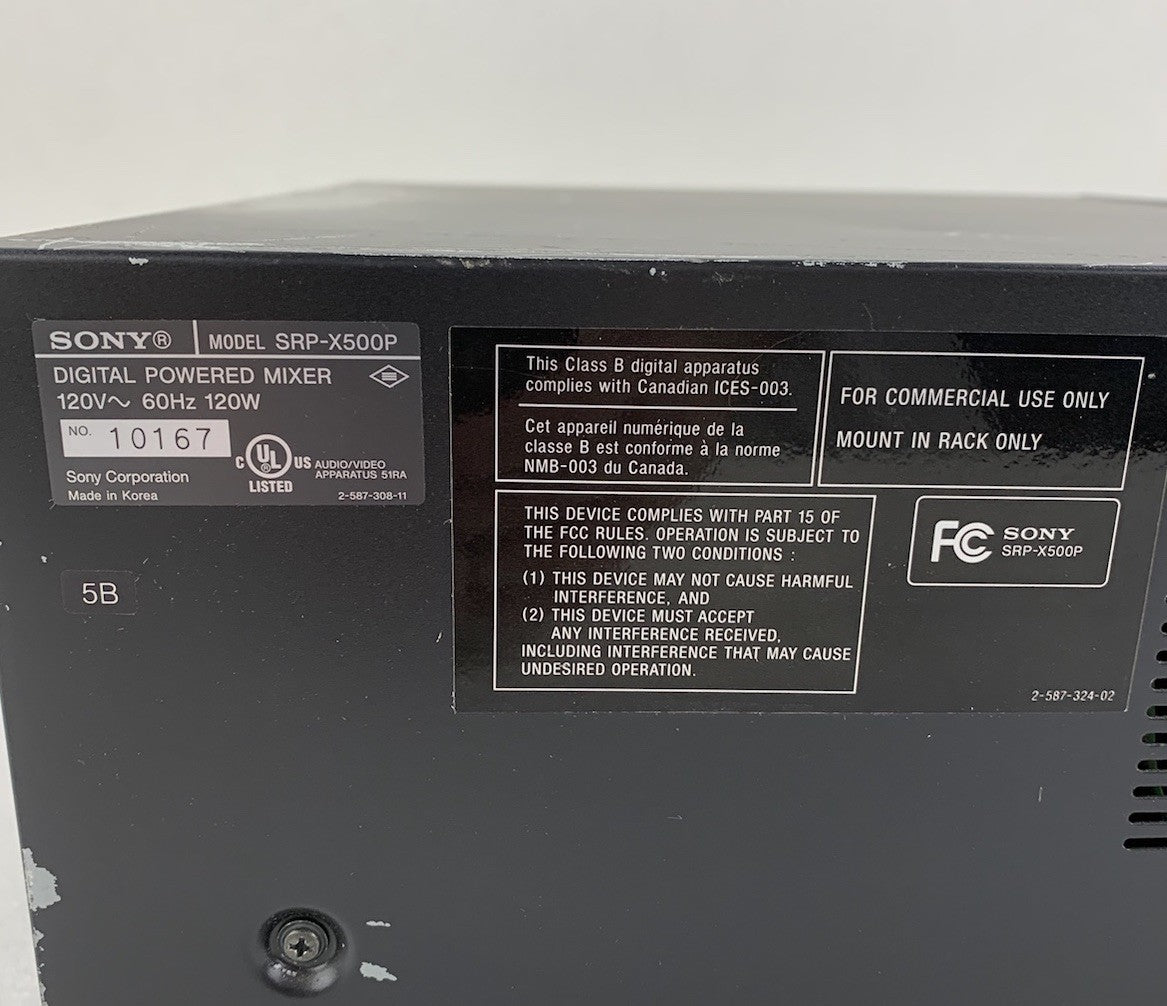 SONY®
MODEL SRP-X500P
DIGITAL POWERED MIXER
120V～ 60Hz 120W
NO. 10167
C UL US
®
LISTED
AUDIO/VIDEO
APPARATUS 51RA
Sony Corporation
Made in Korea
2-587-308-11
5B
This Class B digital apparatus
complies with Canadian ICES-003.
Cet appareil numérique de la
classe B est conforme à la norme
NMB-003 du Canada.
FOR COMMERCIAL USE ONLY
MOUNT IN RACK ONLY
THIS DEVICE COMPLIES WITH PART 15 OF
THE FCC RULES. OPERATION IS SUBJECT TO
THE FOLLOWING TWO CONDITIONS :
(1) THIS DEVICE MAY NOT CAUSE HARMFUL
INTERFERENCE, AND
(2) THIS DEVICE MUST ACCEPT
ANY INTERFERENCE RECEIVED,
INCLUDING INTERFERENCE THAT MAY CAUSE
UNDESIRED OPERATION.
FC SONY
SRP-X500P
2-587-324-02